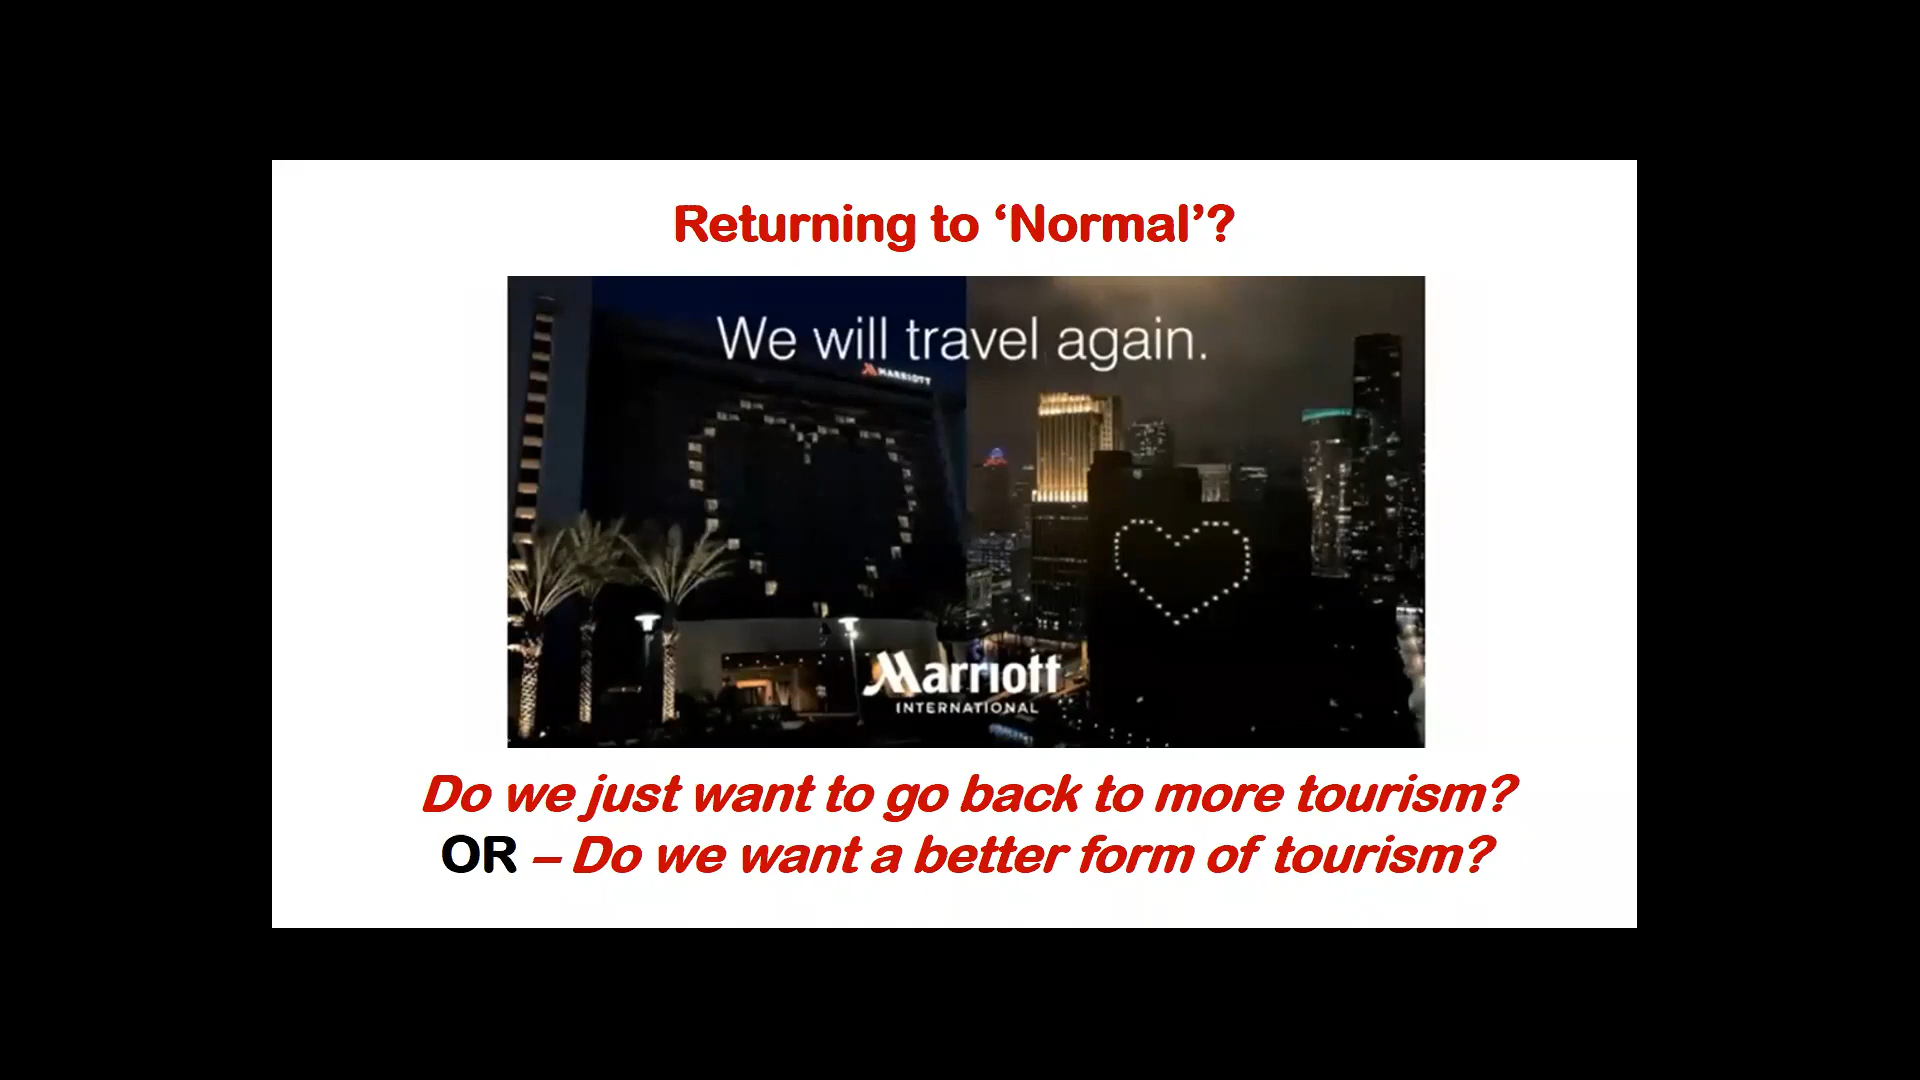 Returning to ‘Normal’?
We will travel again.
MARRIOTT
Marriott
INTERNATIONAL
Do we just want to go back to more tourism?
OR – Do we want a better form of tourism?